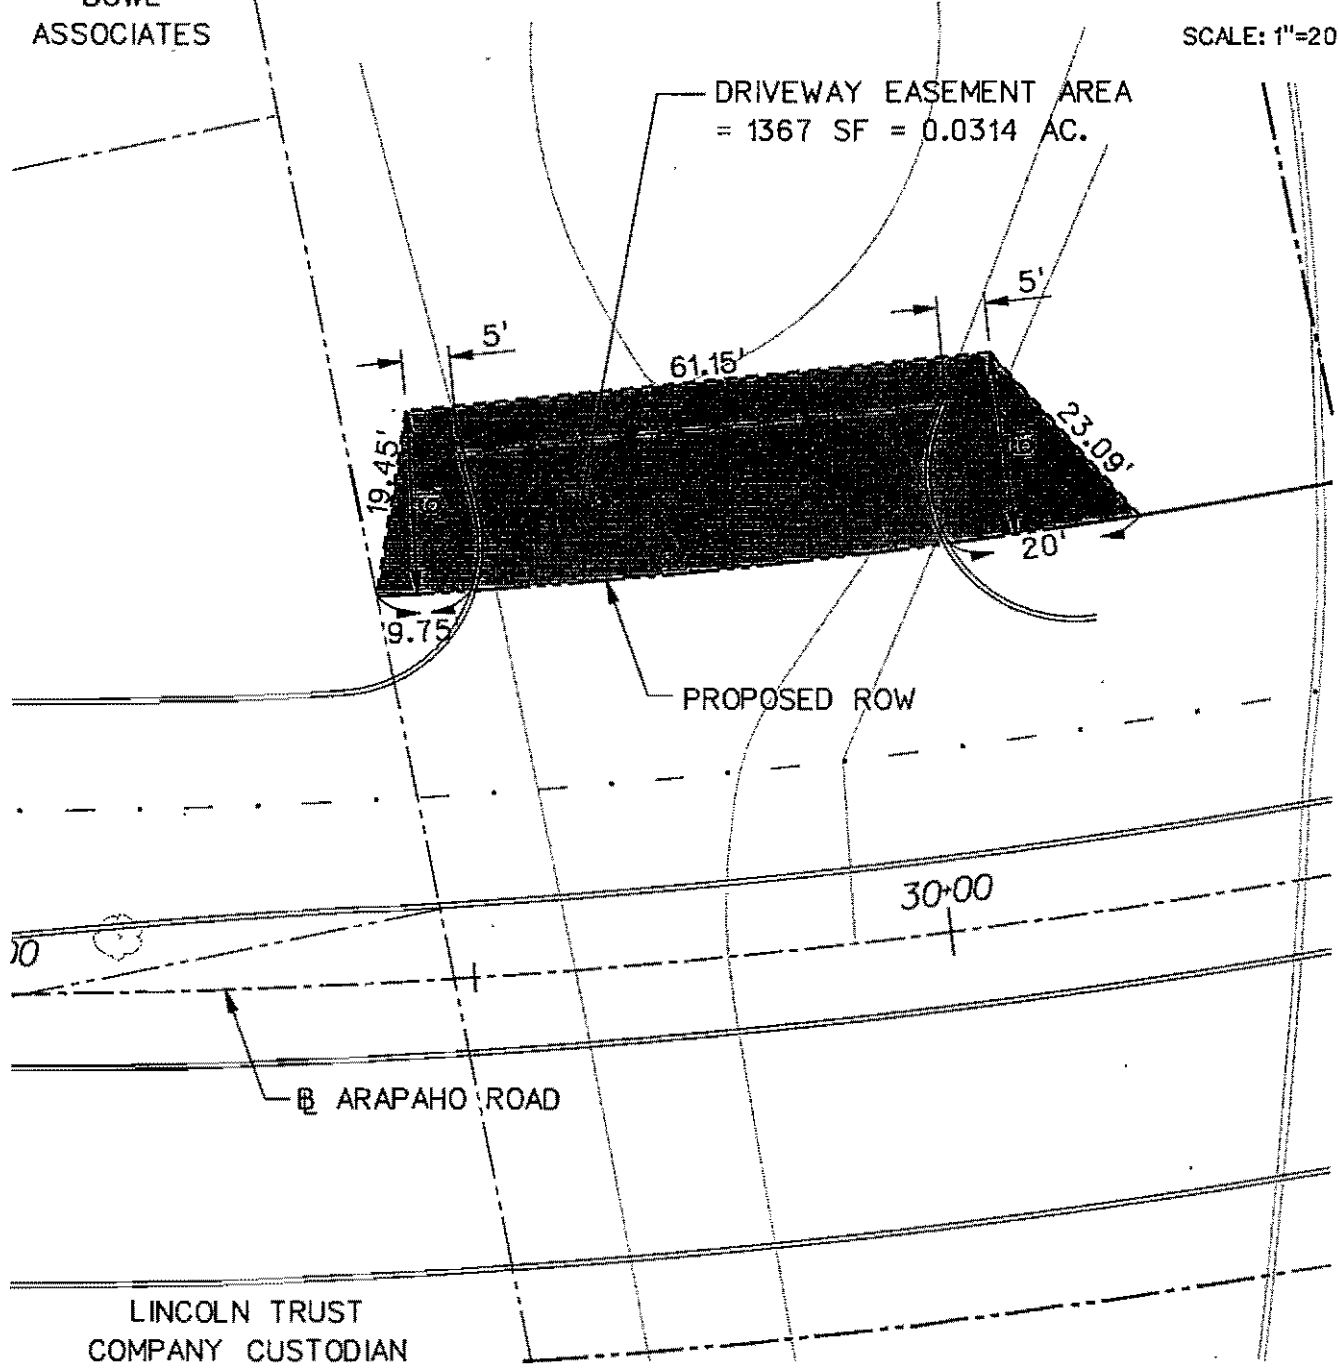 ASSOCIATES
SCALE: 1"=20
DRIVEWAY EASEMENT AREA
= 1367 SF = 0.0314 AC.
5'
5'
61.15'
19.45'
23.09'
20'
9.75'
PROPOSED ROW
30+00
00
ARAPAHO ROAD
LINCOLN TRUST
COMPANY CUSTODIAN